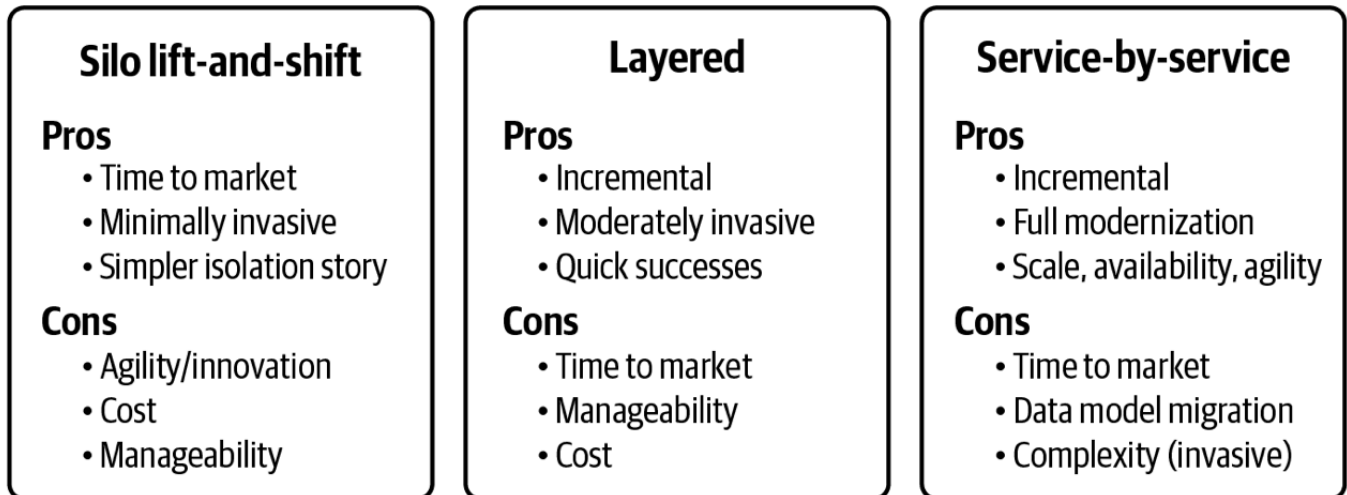 Silo lift-and-shift
Pros
• Time to market
• Minimally invasive
• Simpler isolation story
Cons
• Agility/innovation
• Cost
• Manageability
Layered
Pros
• Incremental
• Moderately invasive
• Quick successes
Cons
• Time to market
• Manageability
• Cost
Service-by-service
Pros
• Incremental
• Full modernization
• Scale, availability, agility
Cons
• Time to market
• Data model migration
• Complexity (invasive)